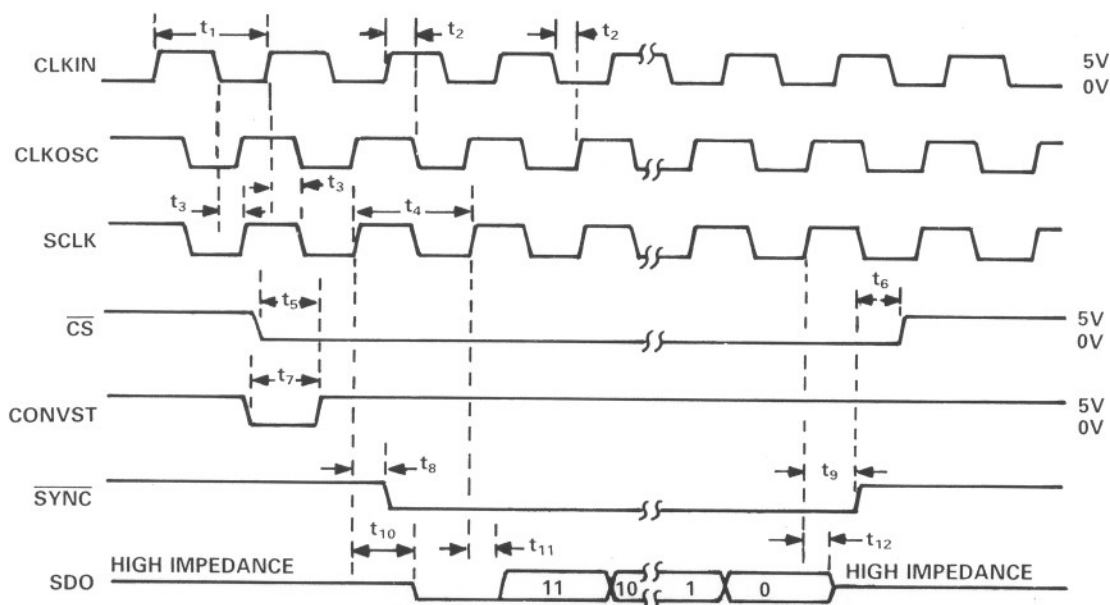 t1 t2 t2
CLKIN 5V
0V
CLKOSC
t3 t3 t4
SCLK
t6
t5
CS 5V
0V
t7
CONVST 5V
0V
t8 t9
SYNC
t10 t11 t12
HIGH IMPEDANCE HIGH IMPEDANCE
SDO 11 10 1 0